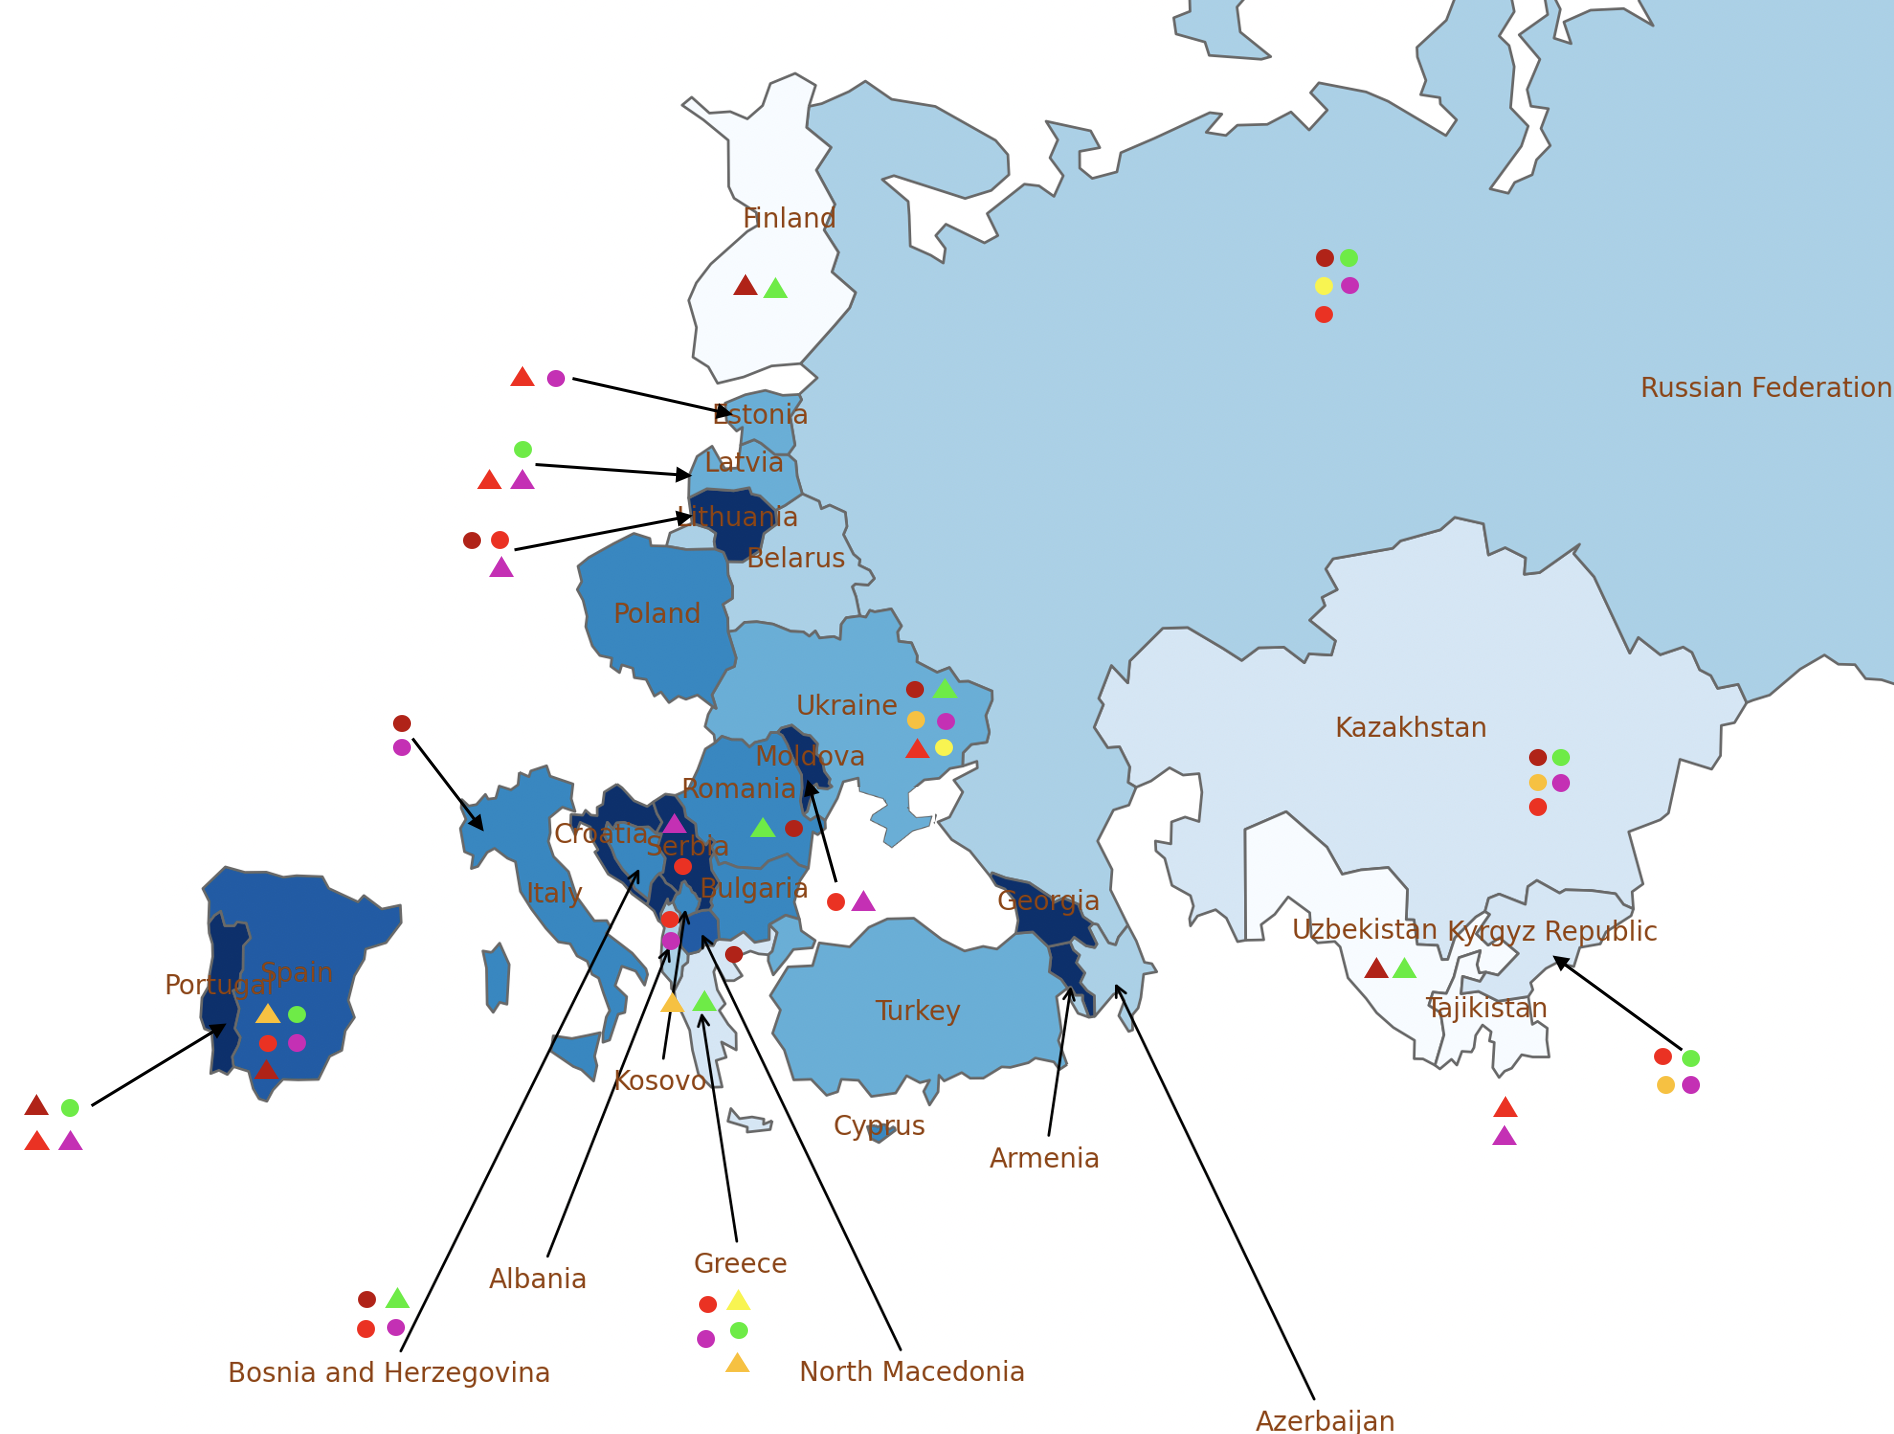 Finland
Russian Federation
Estonia
Latvia
Lithuania
Belarus
Poland
Ukraine
Kazakhstan
Moldova
Romania
Croatia
Serbia
Bulgaria
Italy
Georgia
Uzbekistan
Kyrgyz Republic
Spain
Portugal
Tajikistan
Turkey
Kosovo
Cyprus
Armenia
Greece
Albania
Bosnia and Herzegovina
North Macedonia
Azerbaijan